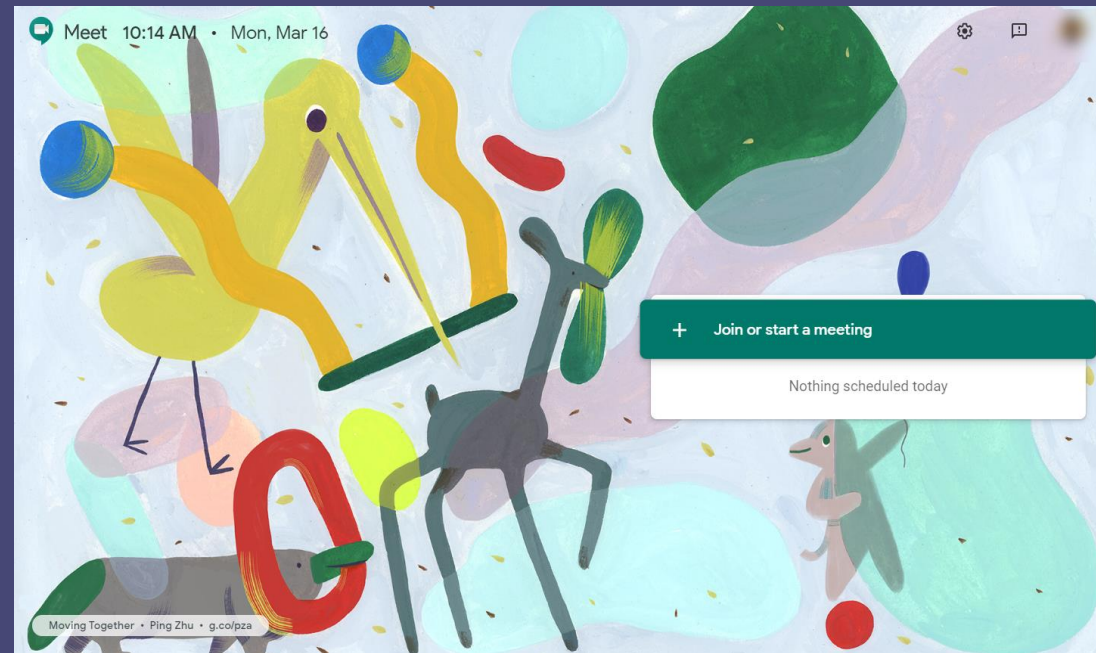 Meet 10:14 AM • Mon, Mar 16
+ Join or start a meeting
Nothing scheduled today
Moving Together • Ping Zhu • g.co/pza